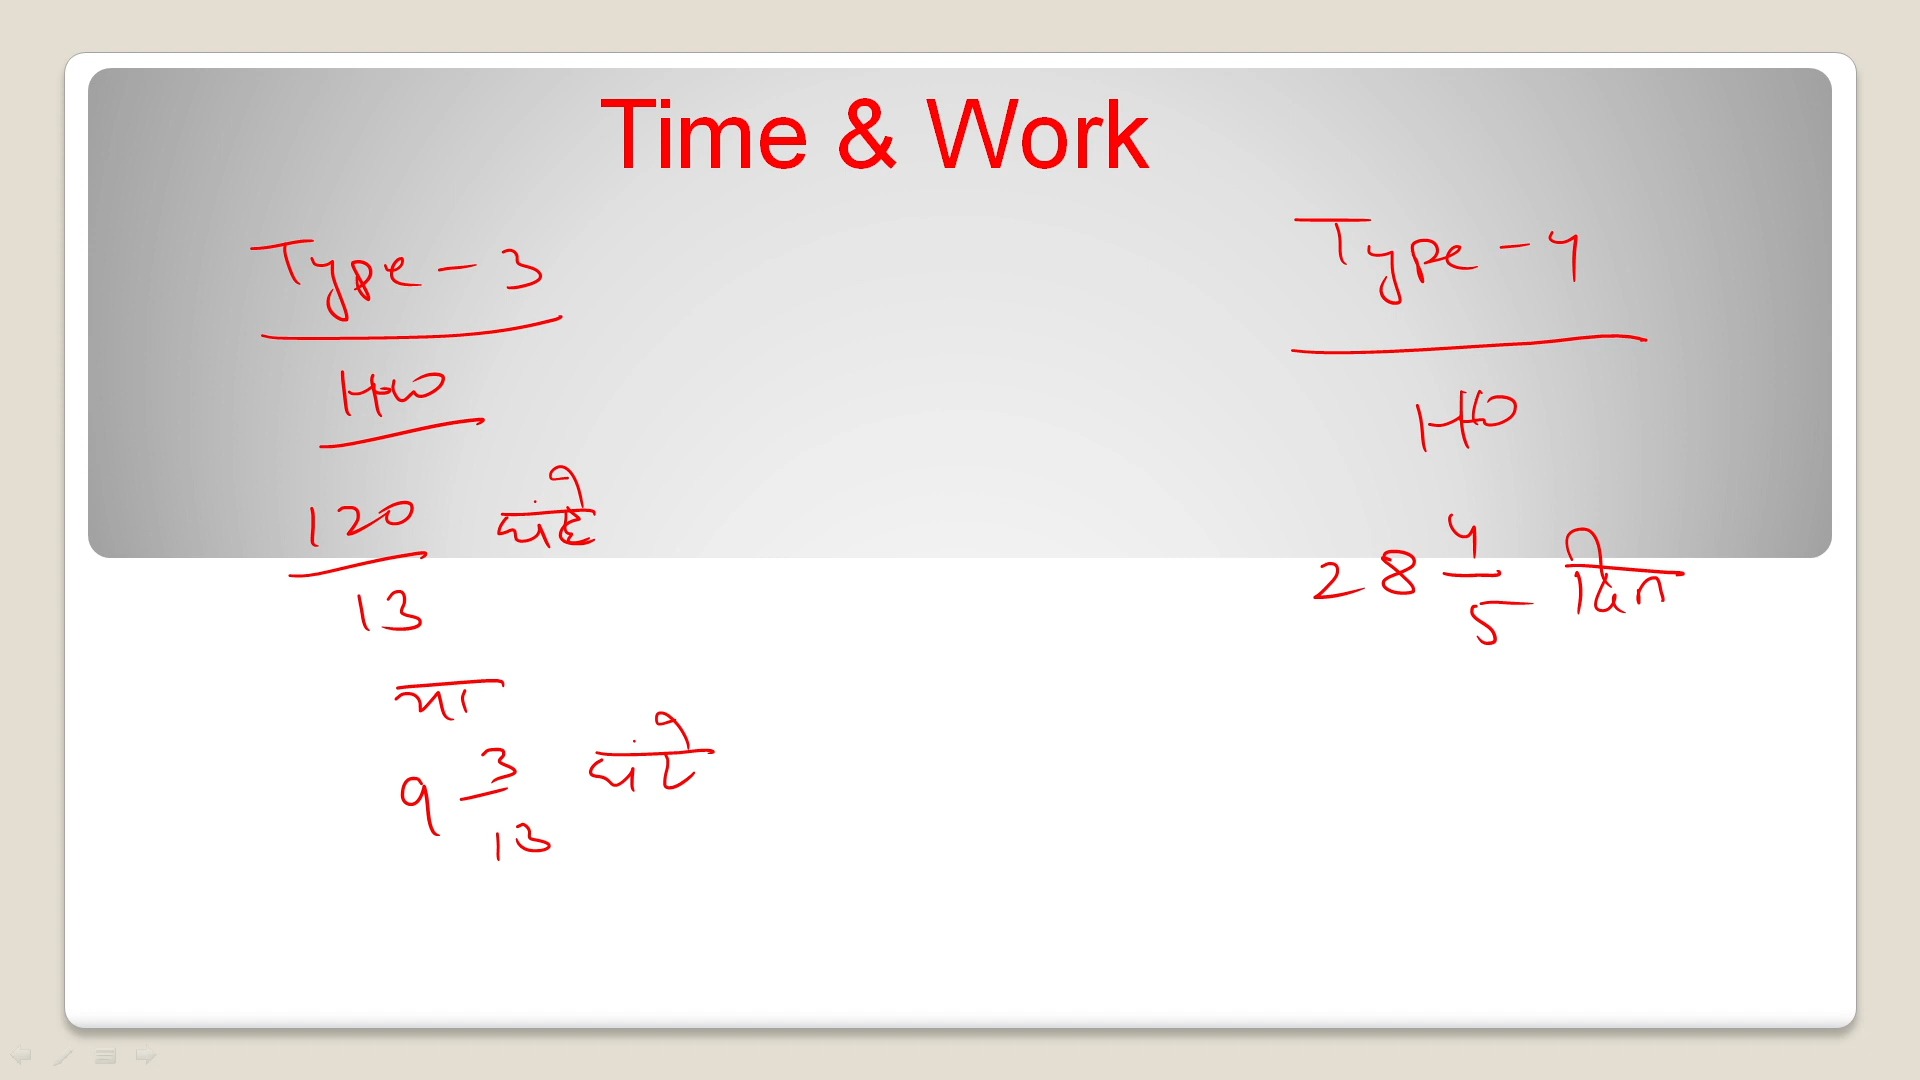 Time & Work
Type-3
HW
120/13 घंटे
या
9 3/13 घंटे
Type-4
HW
28 4/5 दिन